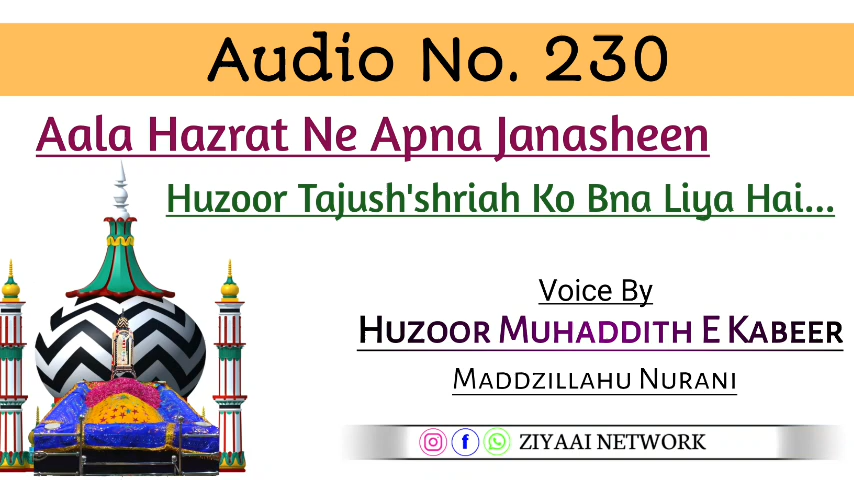 Audio No. 230
Aala Hazrat Ne Apna Janasheen
Huzoor Tajush'shriah Ko Bna Liya Hai...
Voice By
Huzoor Muhaddith E Kabeer
Maddzillahu Nurani
ZIYAAI NETWORK